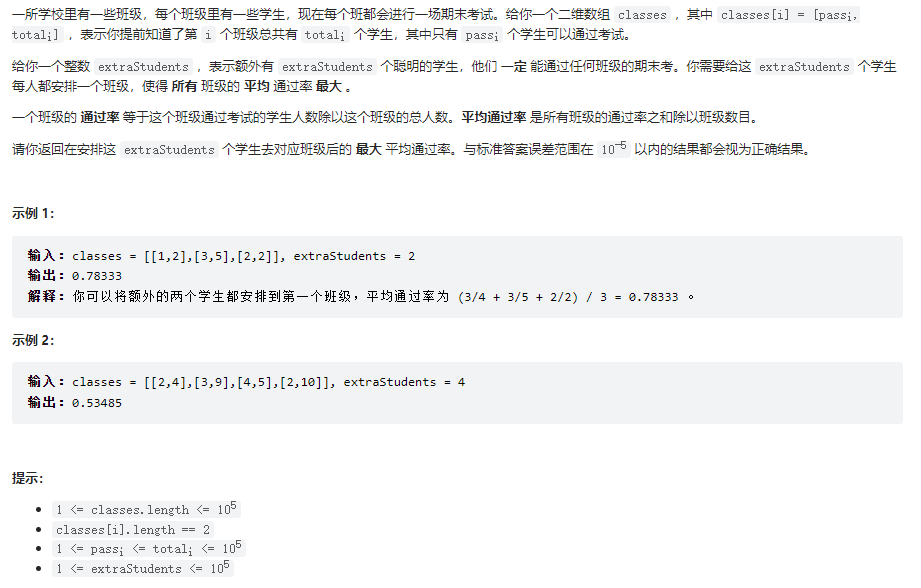 一所学校里有一些班级，每个班级里有一些学生，现在每个班都会进行一场期末考试。给你一个二维数组 classes ，其中 classes[i] = [passi,
totali] ，表示你提前知道了第 i 个班级总共有 totali 个学生，其中只有 passi 个学生可以通过考试。
给你一个整数 extraStudents ，表示额外有 extraStudents 个聪明的学生，他们 一定 能通过任何班级的期末考。你需要给这 extraStudents 个学生
每人都安排一个班级，使得 所有 班级的 平均 通过率 最大 。
一个班级的 通过率 等于这个班级通过考试的学生人数除以这个班级的总人数。平均通过率 是所有班级的通过率之和除以班级数目。
请你返回在安排这 extraStudents 个学生去对应班级后的 最大 平均通过率。与标准答案误差范围在 10^-5 以内的结果都会视为正确结果。
示例 1：
输入：classes = [[1,2],[3,5],[2,2]], extraStudents = 2
输出：0.78333
解释：你可以将额外的两个学生都安排到第一个班级，平均通过率为 (3/4 + 3/5 + 2/2) / 3 = 0.78333 。
示例 2：
输入：classes = [[2,4],[3,9],[4,5],[2,10]], extraStudents = 4
输出：0.53485
提示：
• 1 <= classes.length <= 10^5
• classes[i].length == 2
• 1 <= passi <= totali <= 10^5
• 1 <= extraStudents <= 10^5